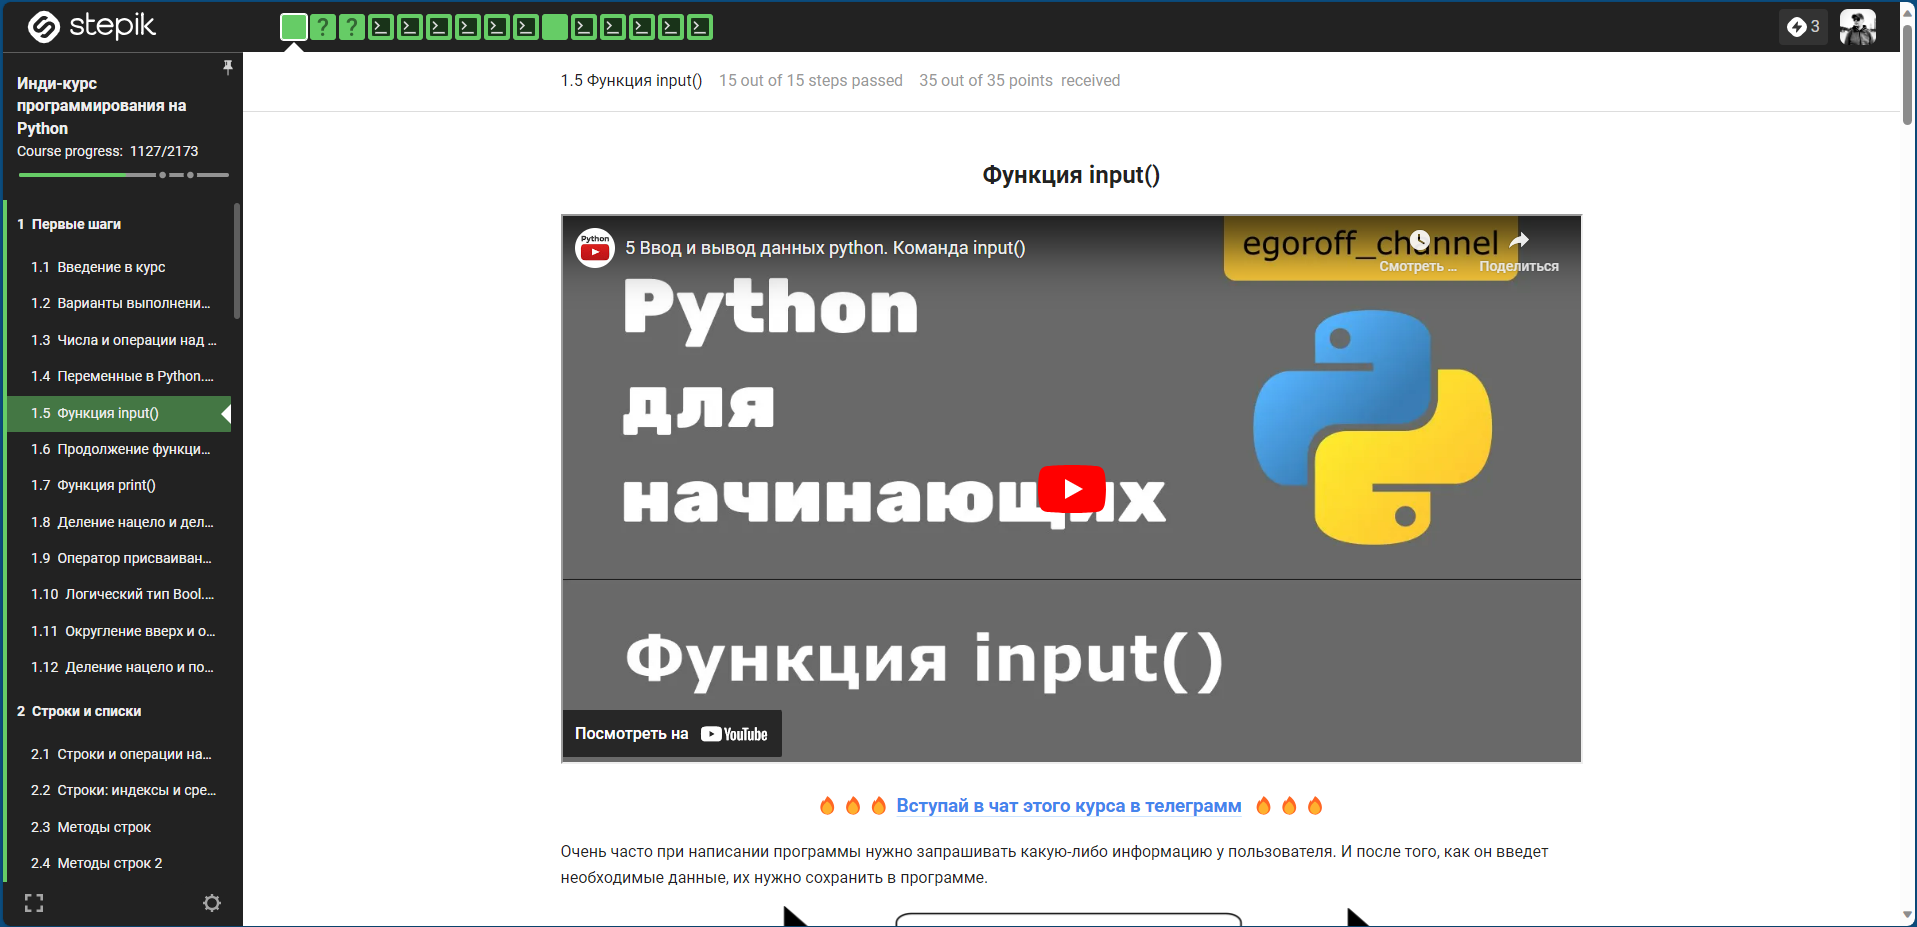 stepik
3
Инди-курс
программирования на
Python
Course progress: 1127/2173
1 Первые шаги
1.1 Введение в курс
1.2 Варианты выполнени...
1.3 Числа и операции над ...
1.4 Переменные в Python....
1.5 Функция input()
1.6 Продолжение функци...
1.7 Функция print()
1.8 Деление нацело и дел...
1.9 Оператор присваиван...
1.10 Логический тип Bool....
1.11 Округление вверх и о...
1.12 Деление нацело и по...
2 Строки и списки
2.1 Строки и операции на...
2.2 Строки: индексы и сре...
2.3 Методы строк
2.4 Методы строк 2
1.5 Функция input() 15 out of 15 steps passed 35 out of 35 points received
Функция input()
Python
5 Ввод и вывод данных python. Команда input()
egoroff_channel
Смотреть ...
Поделиться
Python
для
начинающих
Функция input()
Посмотреть на YouTube
Вступай в чат этого курса в телеграмм
Очень часто при написании программы нужно запрашивать какую-либо информацию у пользователя. И после того, как он введет
необходимые данные, их нужно сохранить в программе.